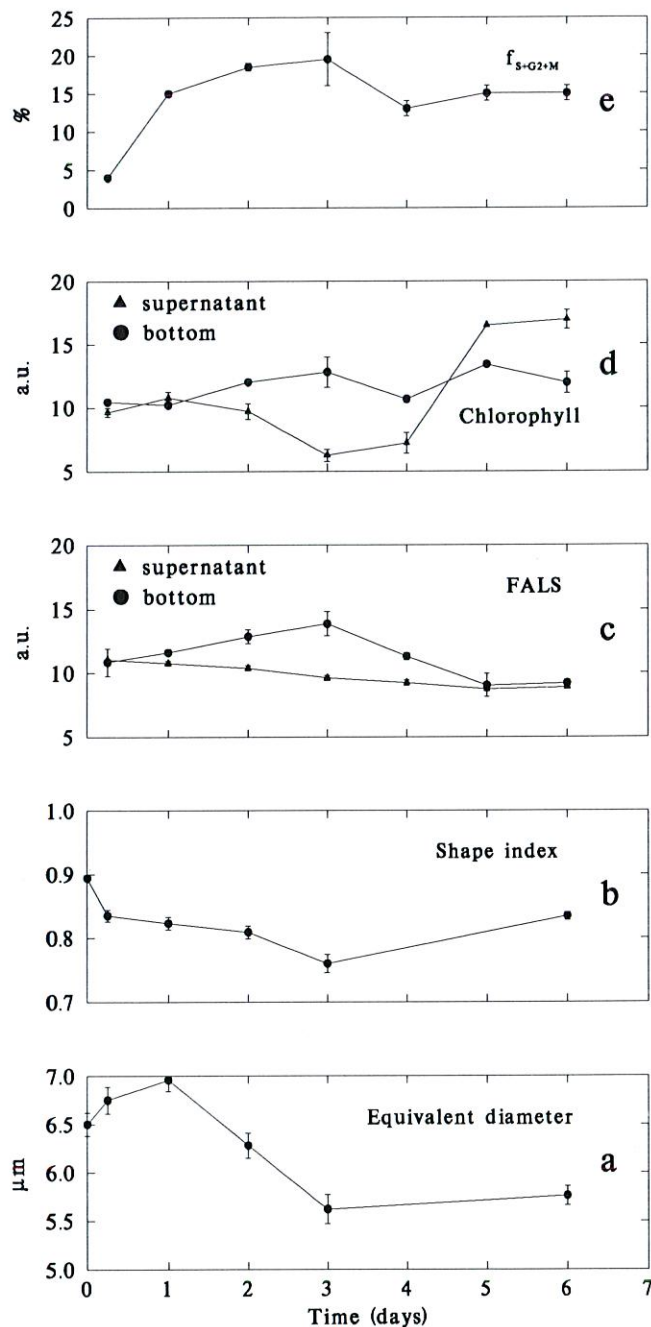 25
20
15
10
5
0
%
f S+G2+M
e
20
15
10
5
a.u.
▲ supernatant
● bottom
d
Chlorophyll
20
15
10
5
a.u.
▲ supernatant
● bottom
FALS
c
1.0
0.9
0.8
0.7
Shape index
b
7.0
6.5
6.0
5.5
5.0
μm
Equivalent diameter
a
0 1 2 3 4 5 6 7
Time (days)